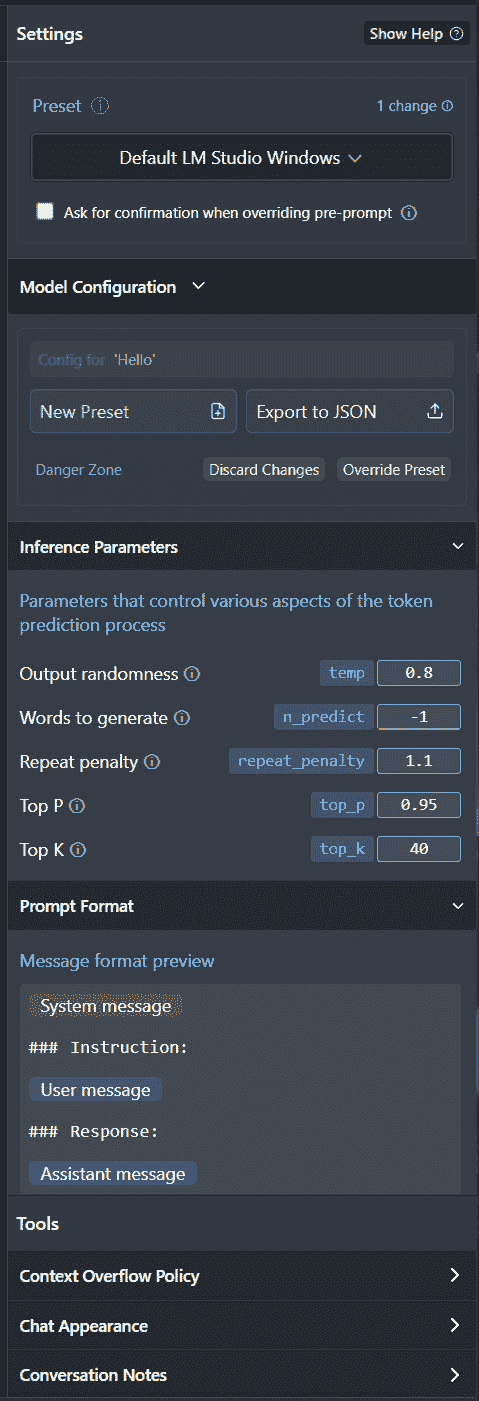 Settings
Show Help
Preset
1 change
Default LM Studio Windows
Ask for confirmation when overriding pre-prompt
Model Configuration
Config for 'Hello'
New Preset
Export to JSON
Danger Zone
Discard Changes
Override Preset
Inference Parameters
Parameters that control various aspects of the token
prediction process
Output randomness temp 0.8
Words to generate n_predict -1
Repeat penalty repeat_penalty 1.1
Top P top_p 0.95
Top K top_k 40
Prompt Format
Message format preview
System message
### Instruction:
User message
### Response:
Assistant message
Tools
Context Overflow Policy
Chat Appearance
Conversation Notes